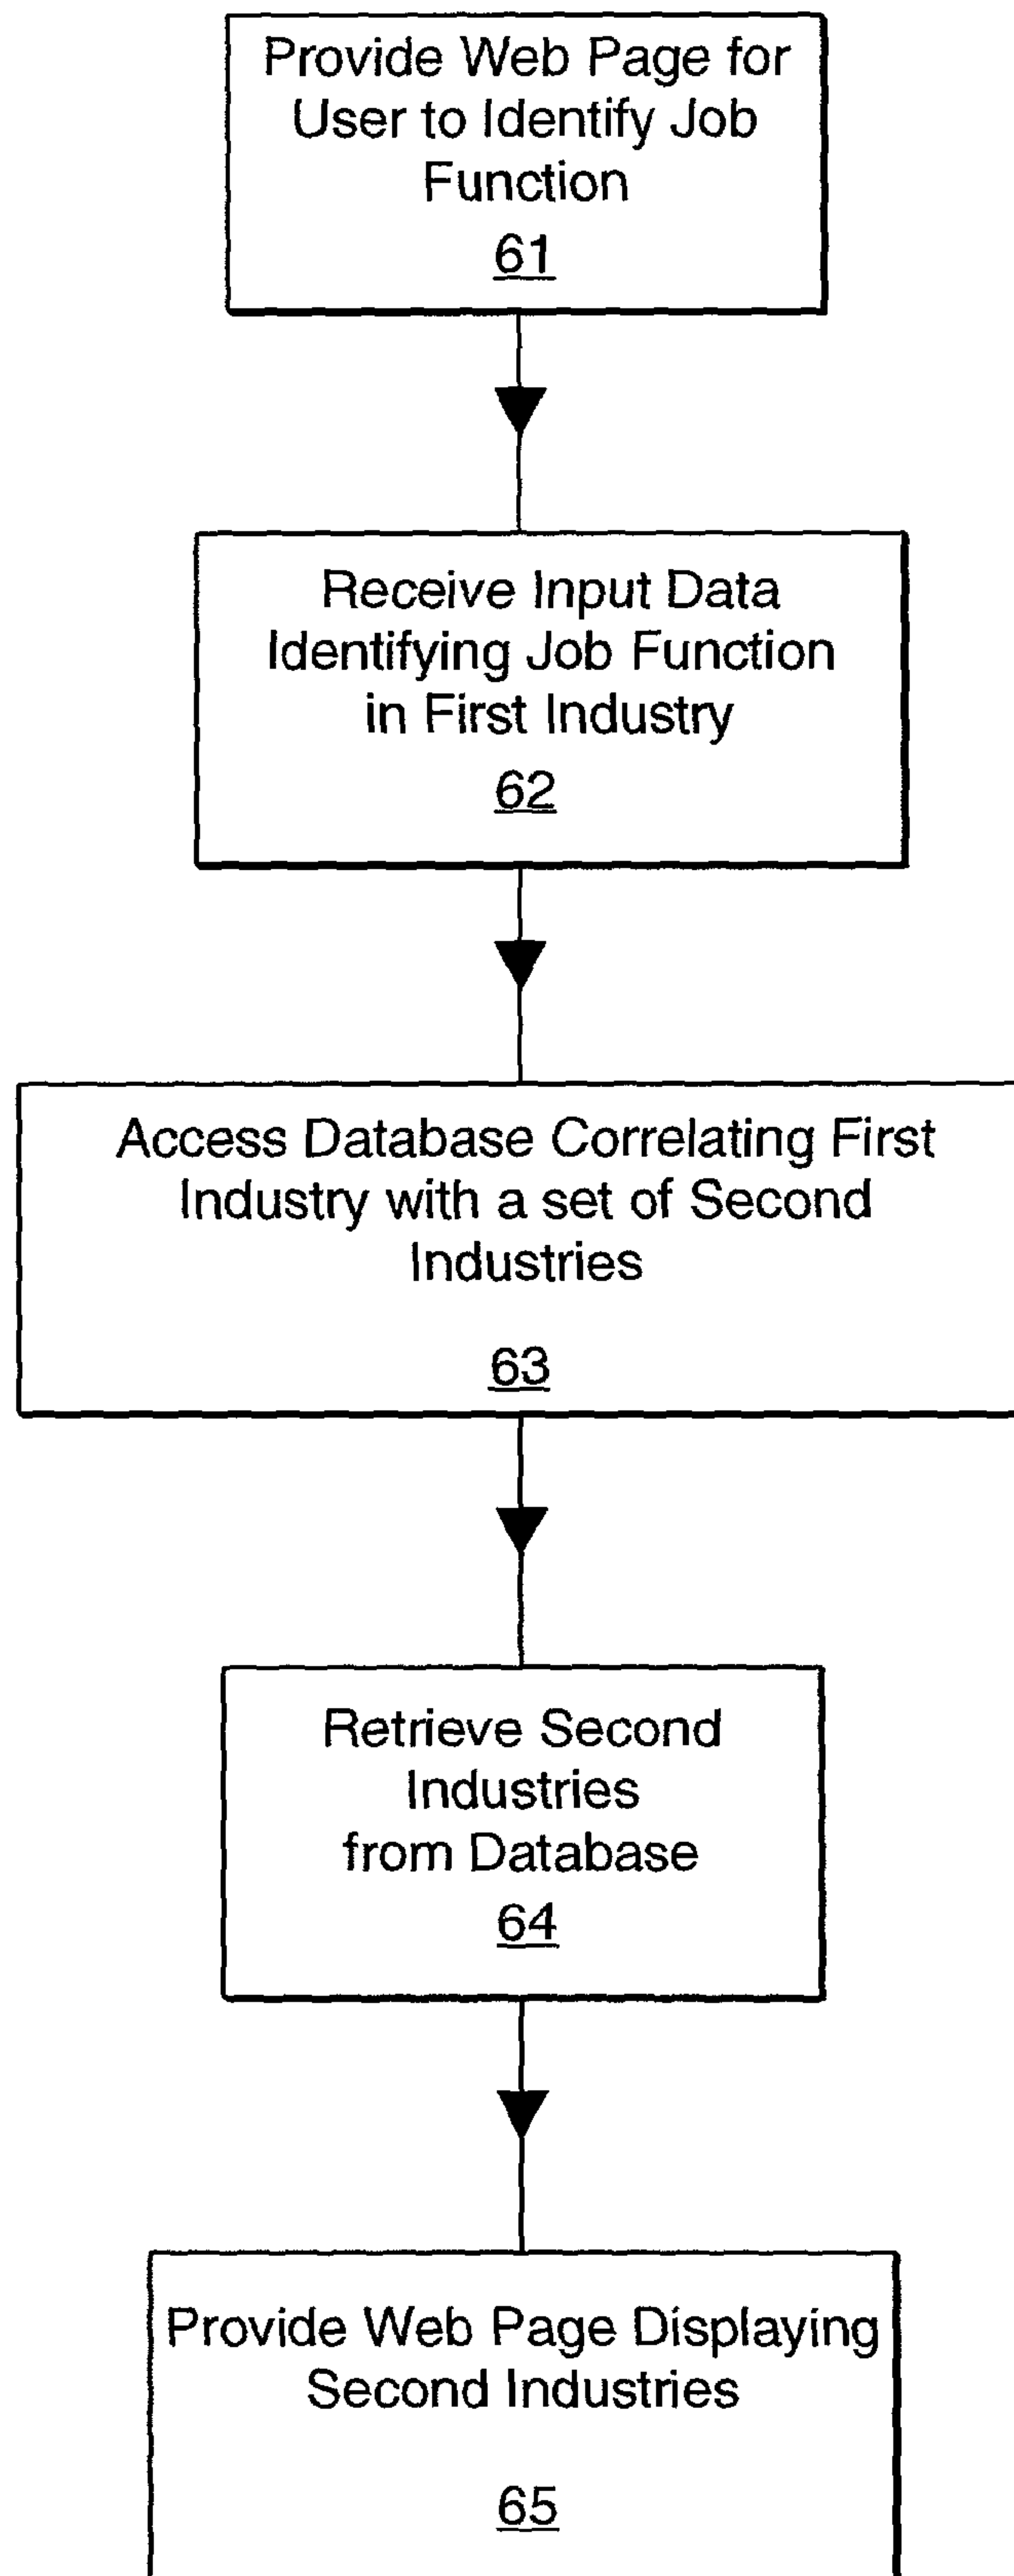 Provide Web Page for
User to Identify Job
Function
61
Receive Input Data
Identifying Job Function
in First Industry
62
Access Database Correlating First
Industry with a set of Second
Industries
63
Retrieve Second
Industries
from Database
64
Provide Web Page Displaying
Second Industries
65